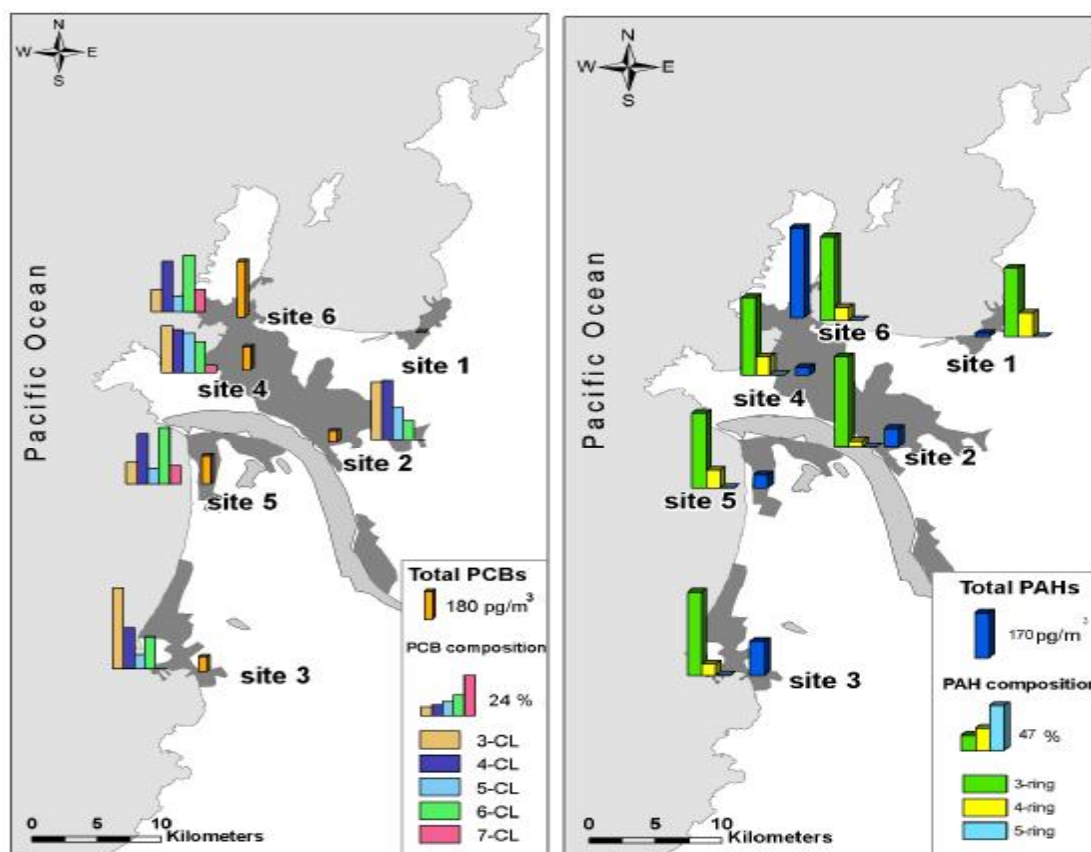 N
W E
S
Pacific Ocean
site 6
site 1
site 4
site 2
site 5
site 3
Total PCBs
180 pg/m3
PCB composition
24 %
3-CL
4-CL
5-CL
6-CL
7-CL
0 5 10
Kilometers
N
W E
S
Pacific Ocean
site 6
site 1
site 4
site 2
site 5
site 3
Total PAHs
170 pg/m3
PAH composition
47 %
3-ring
4-ring
5-ring
0 5 10
Kilometers